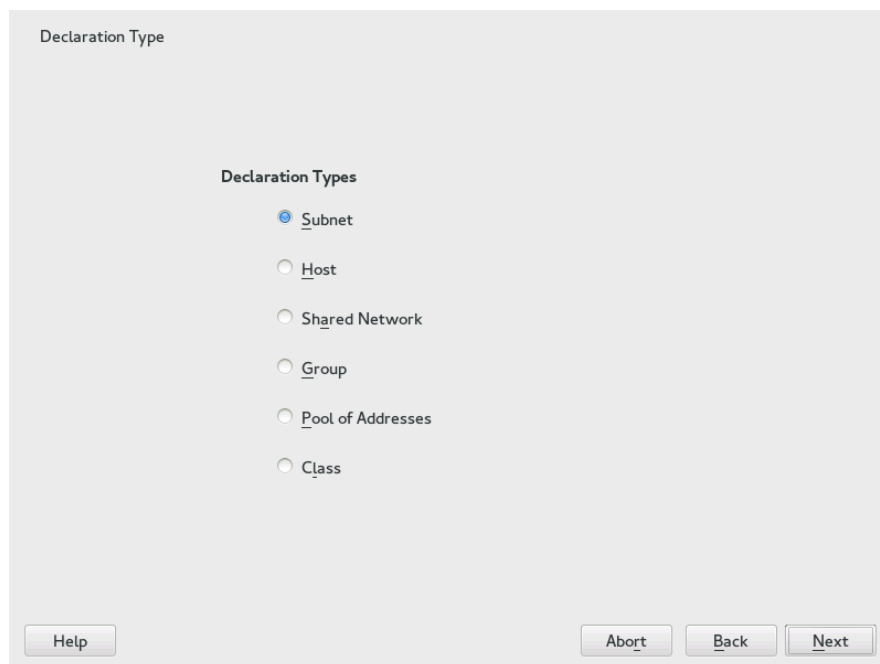 Declaration Type
Declaration Types
Subnet
Host
Shared Network
Group
Pool of Addresses
Class
Help
Abort
Back
Next